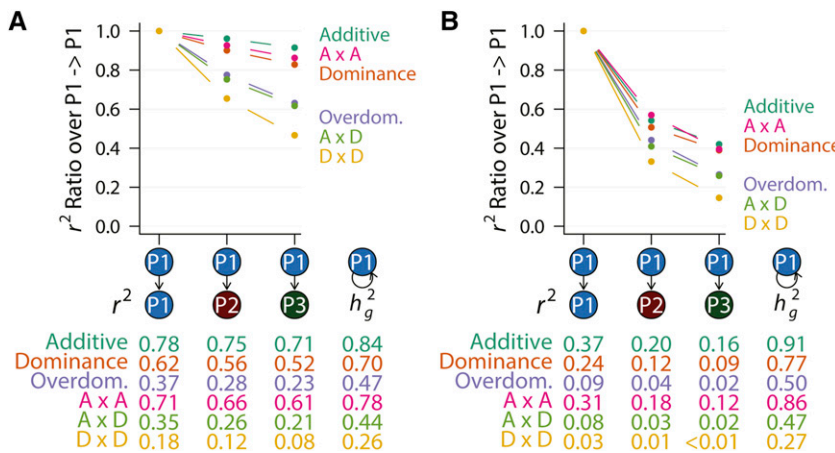 A
r² Ratio over P1 -> P1
1.0
0.8
0.6
0.4
0.2
0.0
Additive
A x A
Dominance
Overdom.
A x D
D x D
P1 P1 P1 P1
r² P1 P2 P3 h_g²
Additive 0.78 0.75 0.71 0.84
Dominance 0.62 0.56 0.52 0.70
Overdom. 0.37 0.28 0.23 0.47
A x A 0.71 0.66 0.61 0.78
A x D 0.35 0.26 0.21 0.44
D x D 0.18 0.12 0.08 0.26
B
r² Ratio over P1 -> P1
1.0
0.8
0.6
0.4
0.2
0.0
Additive
A x A
Dominance
Overdom.
A x D
D x D
P1 P1 P1 P1
r² P1 P2 P3 h_g²
Additive 0.37 0.20 0.16 0.91
Dominance 0.24 0.12 0.09 0.77
Overdom. 0.09 0.04 0.02 0.50
A x A 0.31 0.18 0.12 0.86
A x D 0.08 0.03 0.02 0.47
D x D 0.03 0.01 <0.01 0.27